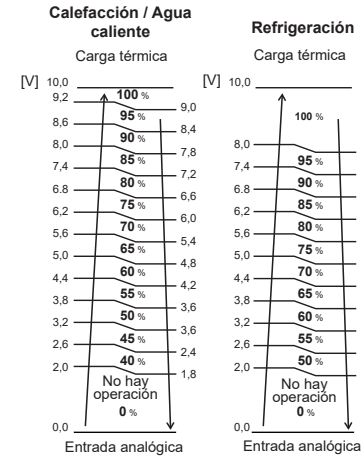 Calefacción / Agua
caliente
Carga térmica
[V]
10,0
9,2 100 %
9,0
8,6 95 %
8,4
8,0 90 %
7,8
7,4 85 %
7,2
6.8 80 %
6,6
6,2 75 %
6,0
5,6 70 %
5,4
5,0 65 %
4,8
4,4 60 %
4,2
3,8 55 %
3,6
3,2 50 %
3,6
2,6 45 %
2,4
2,0 40 %
1,8
No hay
operación
0 %
0,0
Entrada analógica
Refrigeración
Carga térmica
[V]
10,0
100 %
8,0
95 %
7,4
90 %
6.8
85 %
6,2
80 %
5,6
75 %
5,0
70 %
4,4
65 %
3,8
60 %
3,2
55 %
2,6
50 %
2,0
No hay
operación
0 %
0,0
Entrada analógica